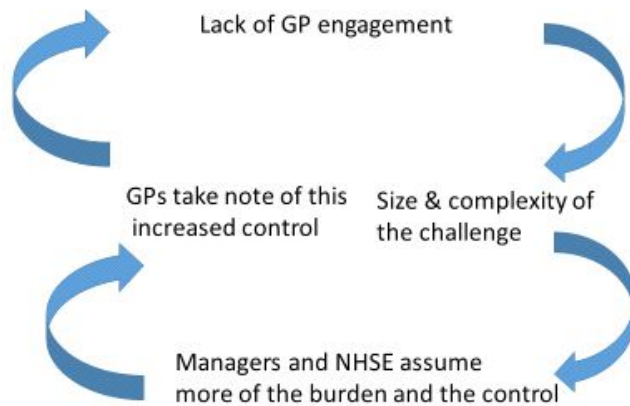 Lack of GP engagement
GPs take note of this
increased control
Size & complexity of
the challenge
Managers and NHSE assume
more of the burden and the control